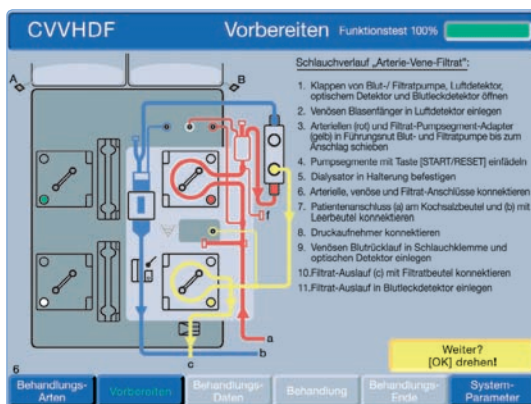 CVVHDF
Vorbereiten
Funktionstest 100%
A
B
Schlauchverlauf „Arterie-Vene-Filtrat":
1. Klappen von Blut-/ Filtratpumpe, Luftdetektor,
optischem Detektor und Blutleckdetektor öffnen
2. Venösen Blasenfänger in Luftdetektor einlegen
3. Arteriellen (rot) und Filtrat-Pumpsegment-Adapter
(gelb) in Führungsnut Blut- und Filtratpumpe bis zum
Anschlag schieben
4. Pumpsegmente mit Taste [START/RESET] einfädeln
5. Dialysator in Halterung befestigen
6. Arterielle, venöse und Filtrat-Anschlüsse konnektieren
7. Patientenanschluss (a) am Kochsalzbeutel und (b) mit
Leerbeutel konnektieren
8. Druckaufnehmer konnektieren
9. Venösen Blutrücklauf in Schlauchklemme und
optischen Detektor einlegen
10.Filtrat-Auslauf (c) mit Filtratbeutel konnektieren
11.Filtrat-Auslauf in Blutleckdetektor einlegen
f
a
b
c
Weiter?
[OK] drehen!
6
Behandlungs-
Arten
Vorbereiten
Behandlungs-
Daten
Behandlung
Behandlungs-
Ende
System-
Parameter